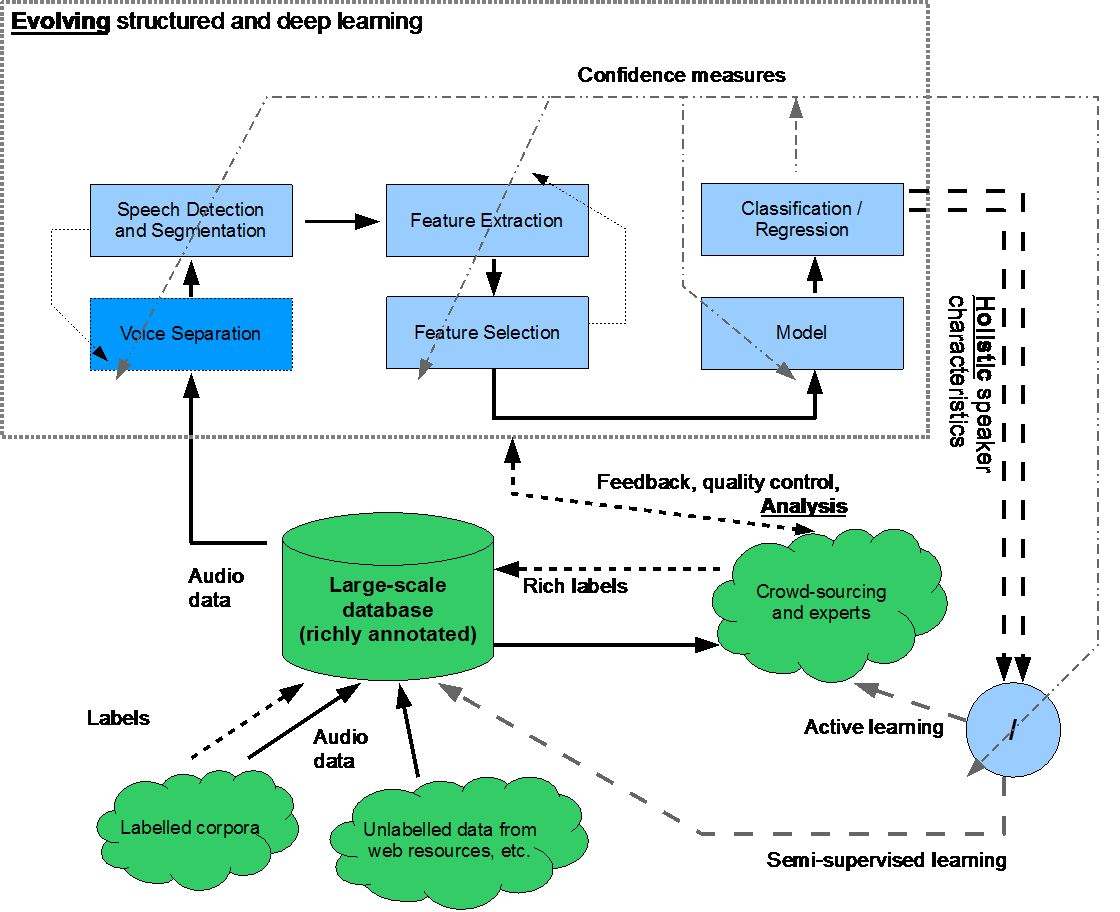 Evolving structured and deep learning
Confidence measures
Speech Detection
and Segmentation
Feature Extraction
Classification /
Regression
Voice Separation
Feature Selection
Model
Holistic speaker
characteristics
Feedback, quality control,
Analysis
Audio
data
Large-scale
database
(richly annotated)
Rich labels
Crowd-sourcing
and experts
Labels
Audio
data
Active learning
/
Labelled corpora
Unlabelled data from
web resources, etc.
Semi-supervised learning